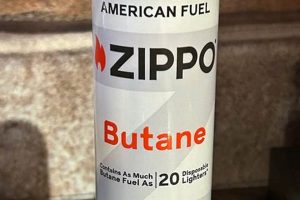 AMERICAN FUEL
ZIPPO
Butane
Contains As Much
Butane Fuel As
20
Disposable
Lighters*